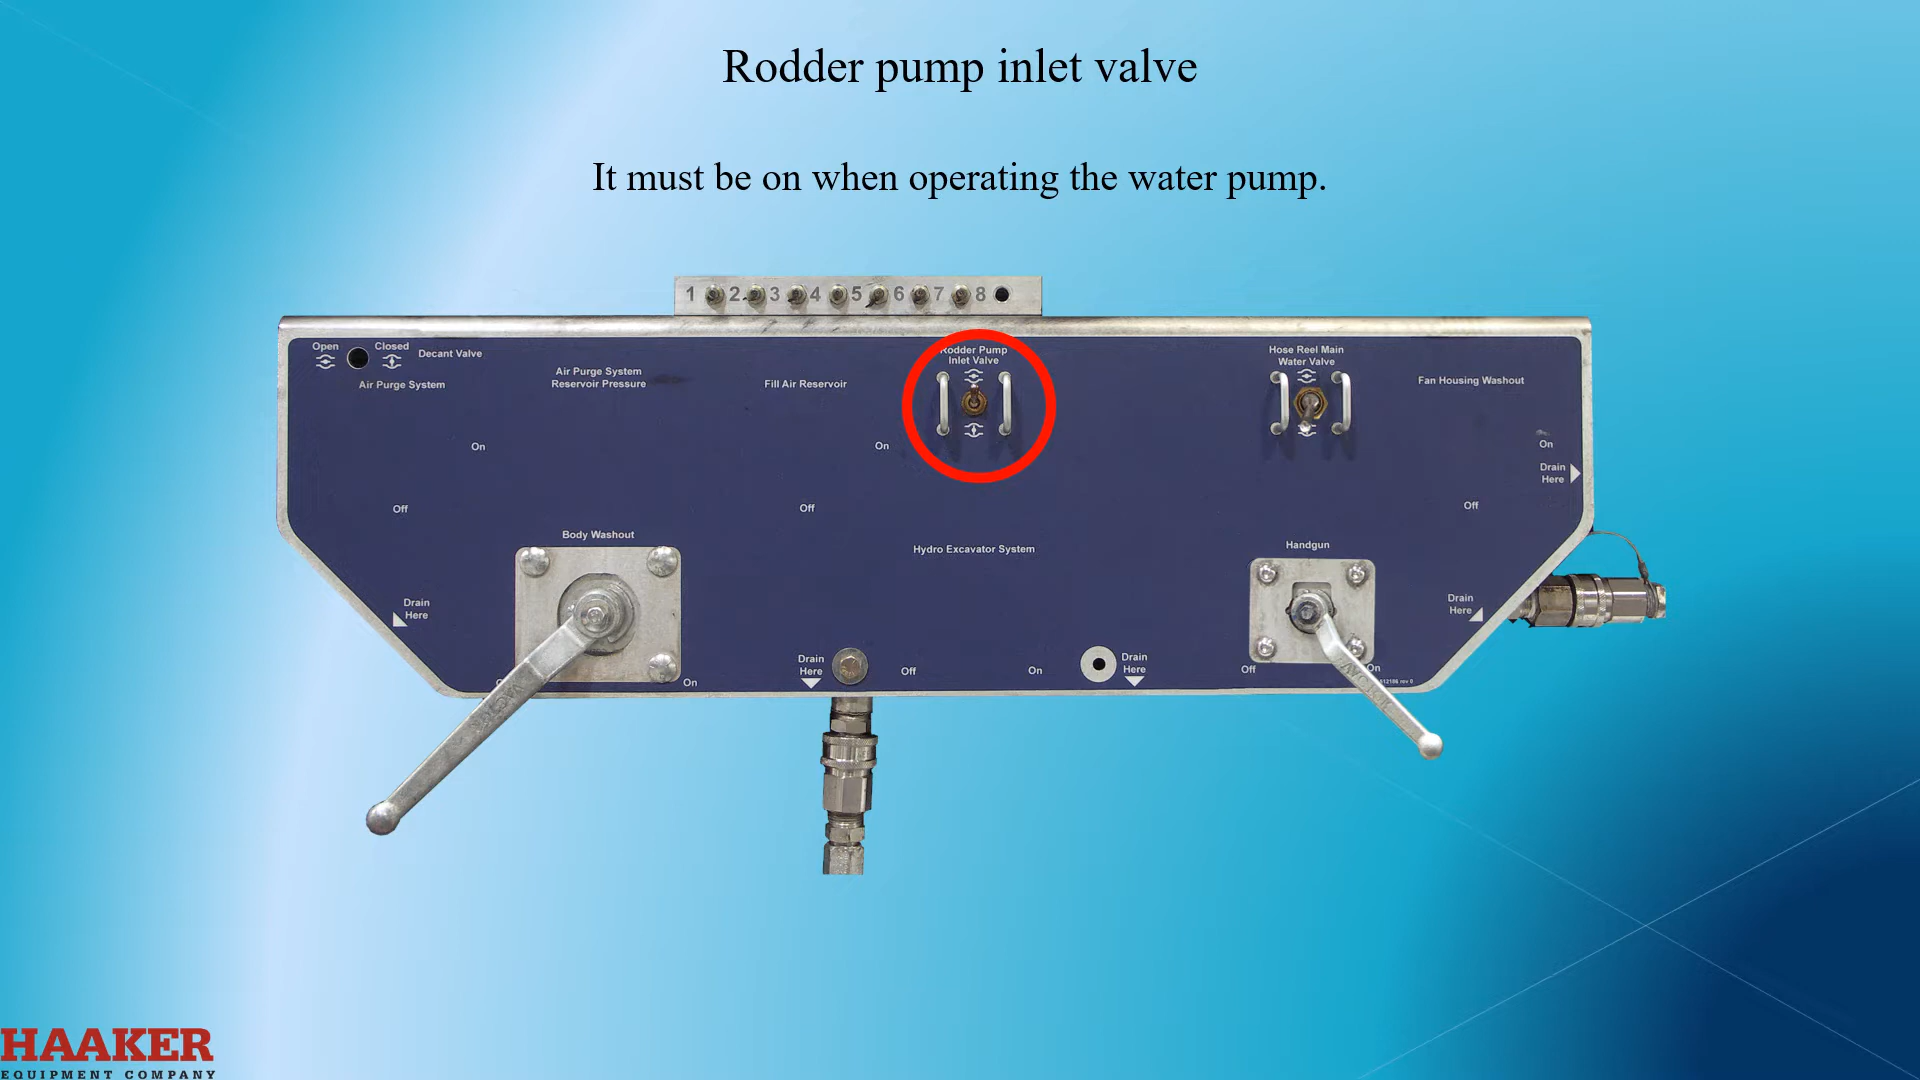 Rodder pump inlet valve
It must be on when operating the water pump.
1 2 3 4 5 6 7 8
Open
Closed
Decant Valve
Air Purge System
Air Purge System
Reservoir Pressure
Fill Air Reservoir
Rodder Pump
Inlet Valve
Hose Reel Main
Water Valve
Fan Housing Washout
On
On
On
Drain
Here
Off
Off
Off
Body Washout
Hydro Excavator System
Handgun
Drain
Here
Drain
Here
Drain
Here
Off
On
Drain
Here
Off
On
On
HAAKER
EQUIPMENT COMPANY